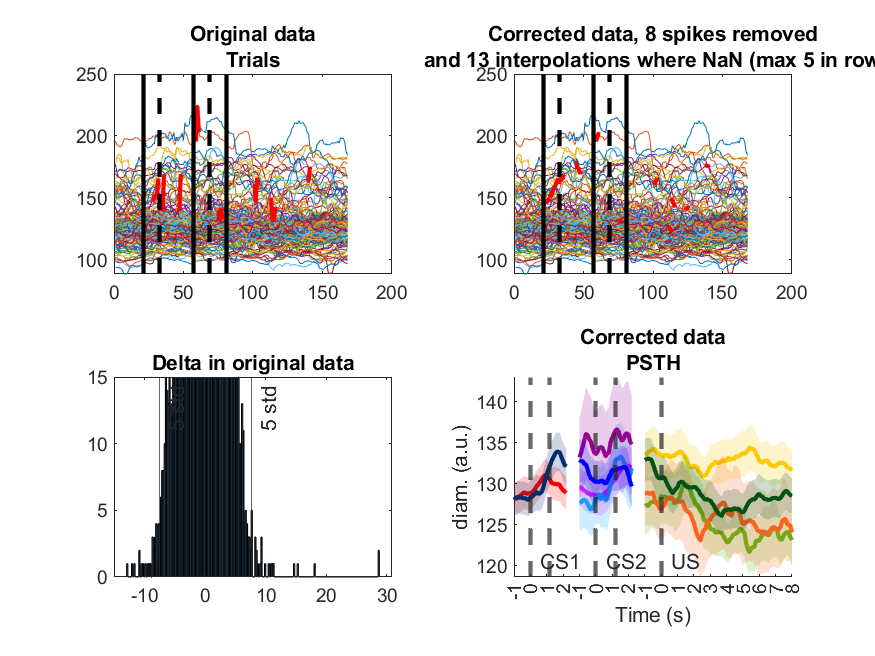 Original data
Trials
250
200
150
100
0
50
100
150
200
Corrected data, 8 spikes removed
and 13 interpolations where NaN (max 5 in row
250
200
150
100
0
50
100
150
200
Delta in original data
15
10
5
0
-10
0
10
20
30
5 std
5 std
Corrected data
PSTH
diam. (a.u.)
140
135
130
125
120
CS1
CS2
US
-1 0 1 2 -1 0 1 2 -1 0 1 2 3 4 5 6 7 8
Time (s)